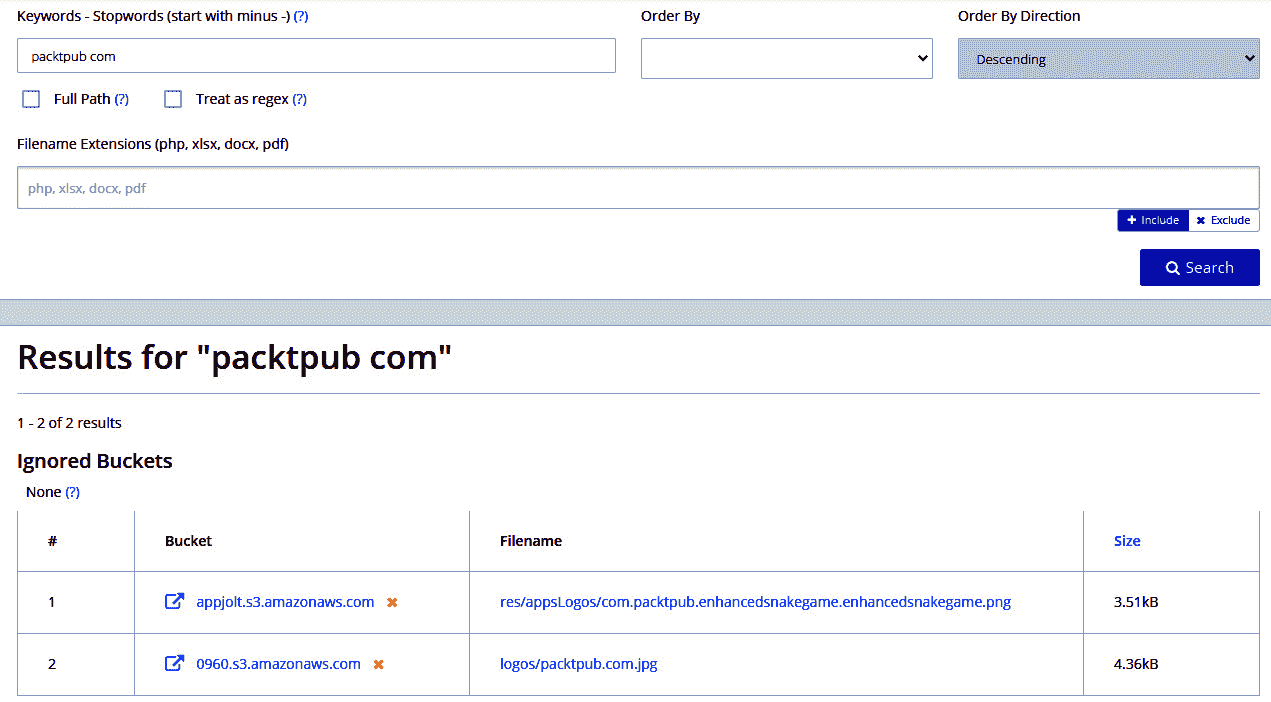 Keywords - Stopwords (start with minus -) (?) Order By Order By Direction
packtpub com Descending
Full Path (?) Treat as regex (?)
Filename Extensions (php, xlsx, docx, pdf)
php, xlsx, docx, pdf
Include Exclude
Search
Results for "packtpub com"
1 - 2 of 2 results
Ignored Buckets
None (?)
# Bucket Filename Size
1 appjolt.s3.amazonaws.com res/appsLogos/com.packtpub.enhancedsnakegame.enhancedsnakegame.png 3.51kB
2 0960.s3.amazonaws.com logos/packtpub.com.jpg 4.36kB